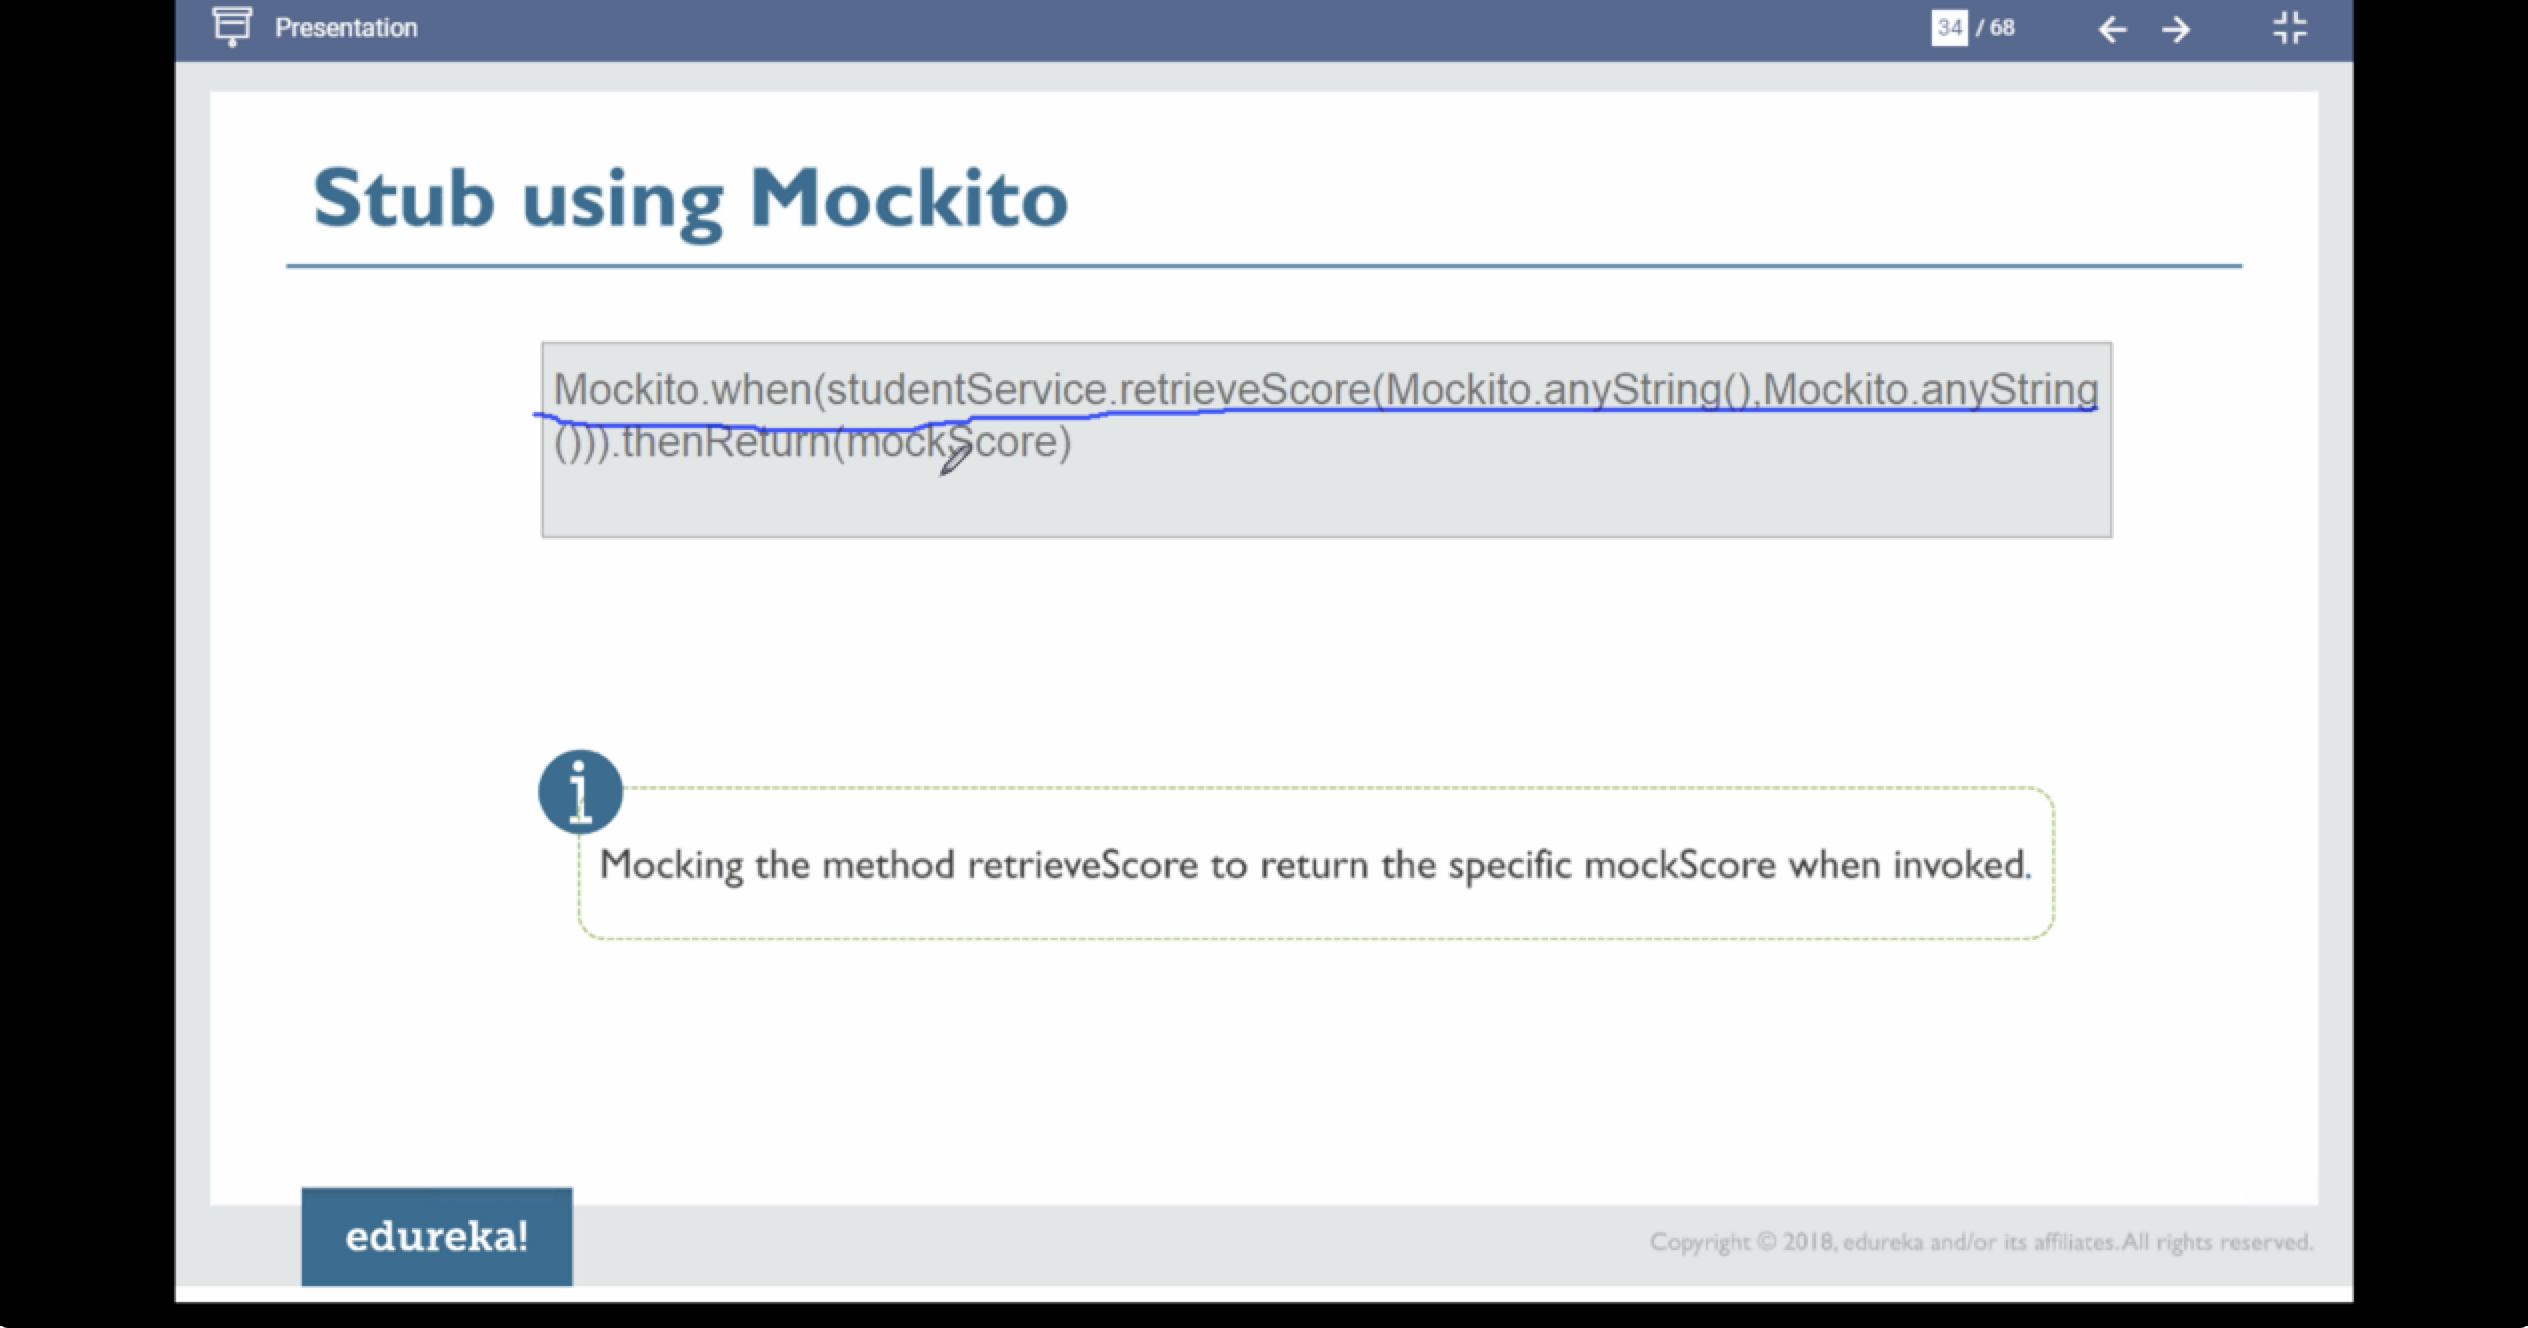 Presentation
34 / 68
Stub using Mockito
Mockito.when(studentService.retrieveScore(Mockito.anyString(),Mockito.anyString
())).thenReturn(mockScore)
i
Mocking the method retrieveScore to return the specific mockScore when invoked.
edureka!
Copyright © 2018, edureka and/or its affiliates. All rights reserved.